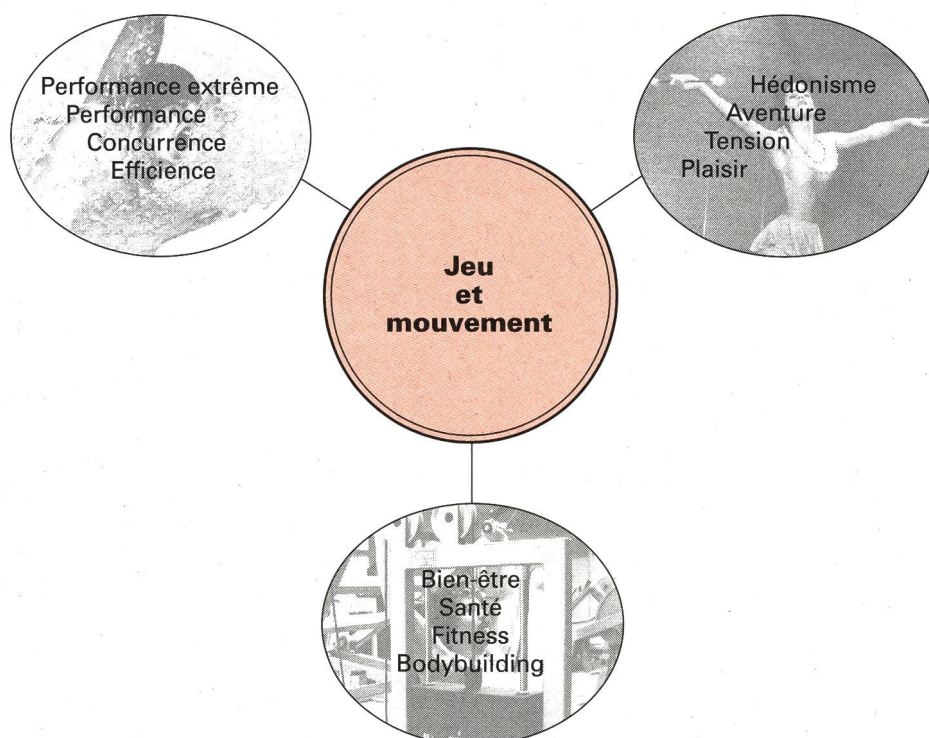 Performance extrême
Performance
Concurrence
Efficience
Hédonisme
Aventure
Tension
Plaisir
Jeu
et
mouvement
Bien-être
Santé
Fitness
Bodybuilding